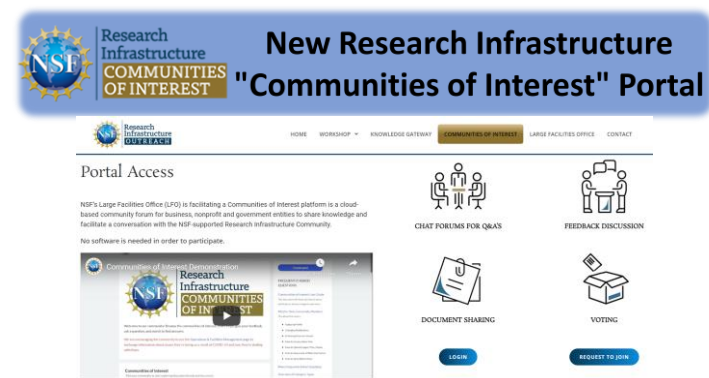 NSF
Research
Infrastructure
COMMUNITIES
OF INTEREST
New Research Infrastructure
"Communities of Interest" Portal
NSF
Research
Infrastructure
OUTREACH
HOME WORKSHOP KNOWLEDGE GATEWAY COMMUNITIES OF INTEREST LARGE FACILITIES OFFICE CONTACT
Portal Access
NSF's Large Facilities Office (LFO) is facilitating a Communities of Interest platform is a cloud-
based community forum for business, nonprofit and government entities to share knowledge and
facilitate a conversation with the NSF-supported Research Infrastructure Community.
No software is needed in order to participate.
Communities of Interest Demonstration
Research
Infrastructure
COMMUNITIES
OF INTEREST
NSF
Communities of Interest
CHAT FORUMS FOR Q&A'S
FEEDBACK DISCUSSION
DOCUMENT SHARING
VOTING
LOGIN
REQUEST TO JOIN